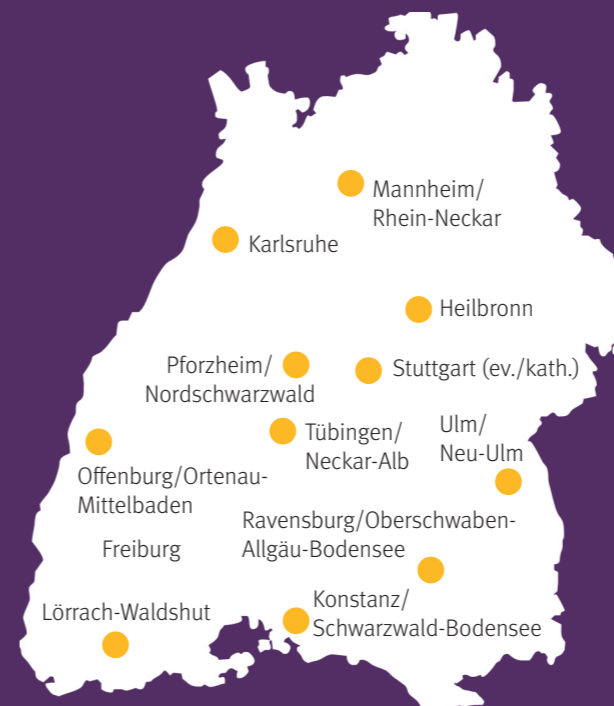 Mannheim/
Rhein-Neckar
Karlsruhe
Heilbronn
Pforzheim/
Nordschwarzwald
Stuttgart (ev./kath.)
Tübingen/
Neckar-Alb
Ulm/
Neu-Ulm
Offenburg/Ortenau-
Mittelbaden
Ravensburg/Oberschwaben-
Allgäu-Bodensee
Freiburg
Konstanz/
Schwarzwald-Bodensee
Lörrach-Waldshut